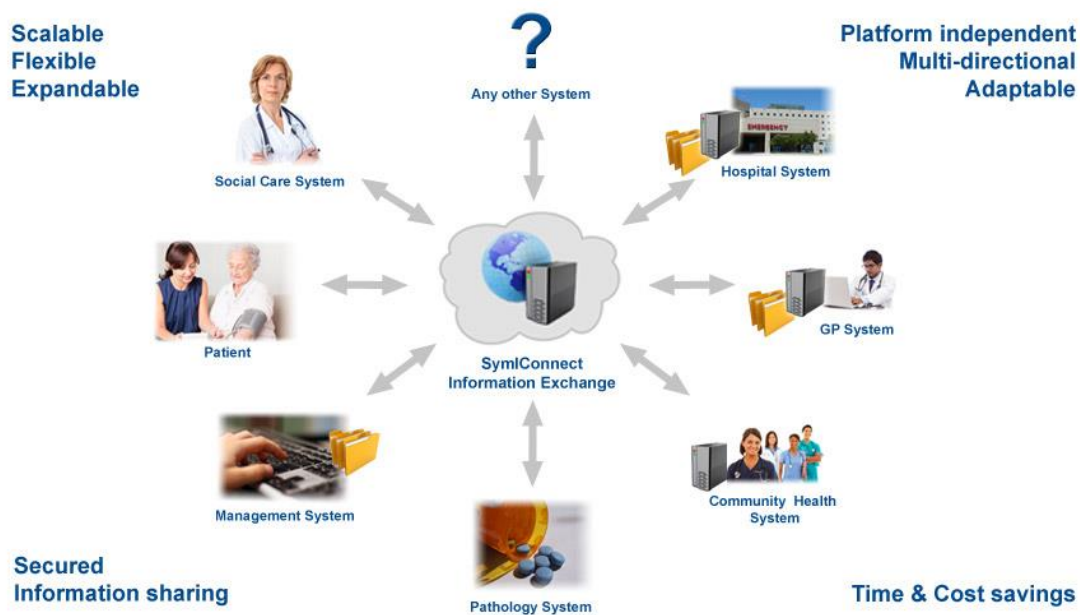 Scalable
Flexible
Expandable
?
Any other System
Platform independent
Multi-directional
Adaptable
EMERGENCY
Social Care System
Hospital System
Patient
GP System
SymIConnect
Information Exchange
Management System
Community Health
System
Pathology System
Secured
Information sharing
Time & Cost savings